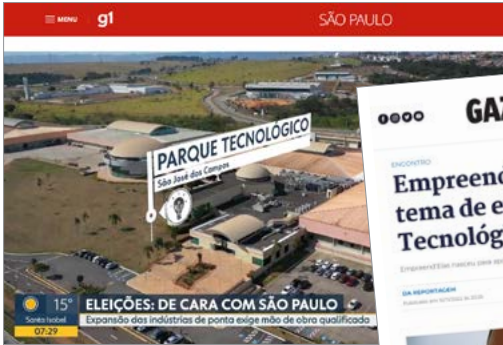 MENU g1 SÃO PAULO
PARQUE TECNOLÓGICO
São José dos Campos
15° ELEIÇÕES: DE CARA COM SÃO PAULO
Santa Isabel
Expansão das indústrias de ponta exige mão de obra qualificada
07:29
GAZ
ENCONTRO
Empreend
tema de e
Tecnológ
DA REPORTAGEM